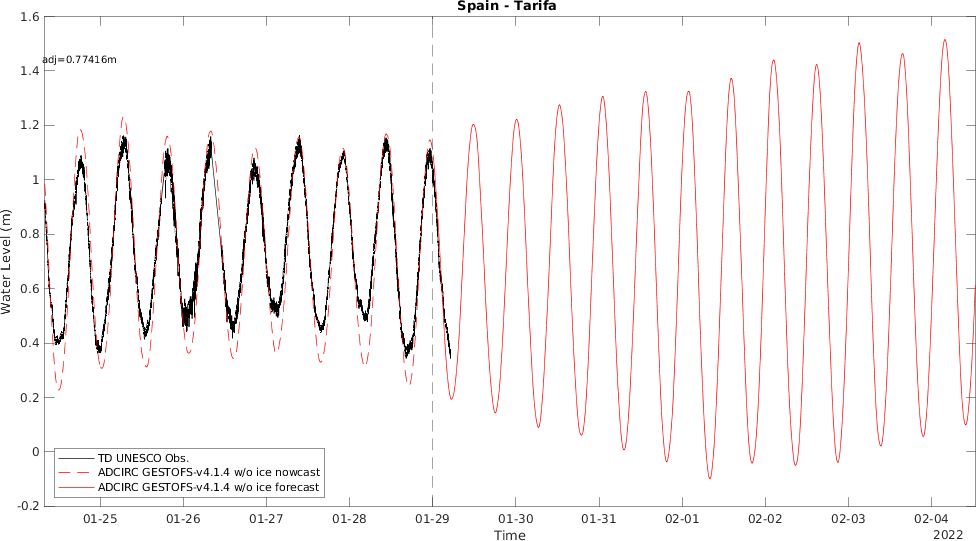 Spain - Tarifa
1.6
1.4
1.2
1
0.8
0.6
0.4
0.2
0
-0.2
Water Level (m)
adj=0.77416m
TD UNESCO Obs.
ADCIRC GESTOFS-v4.1.4 w/o ice nowcast
ADCIRC GESTOFS-v4.1.4 w/o ice forecast
01-25 01-26 01-27 01-28 01-29 01-30 01-31 02-01 02-02 02-03 02-04
Time
2022